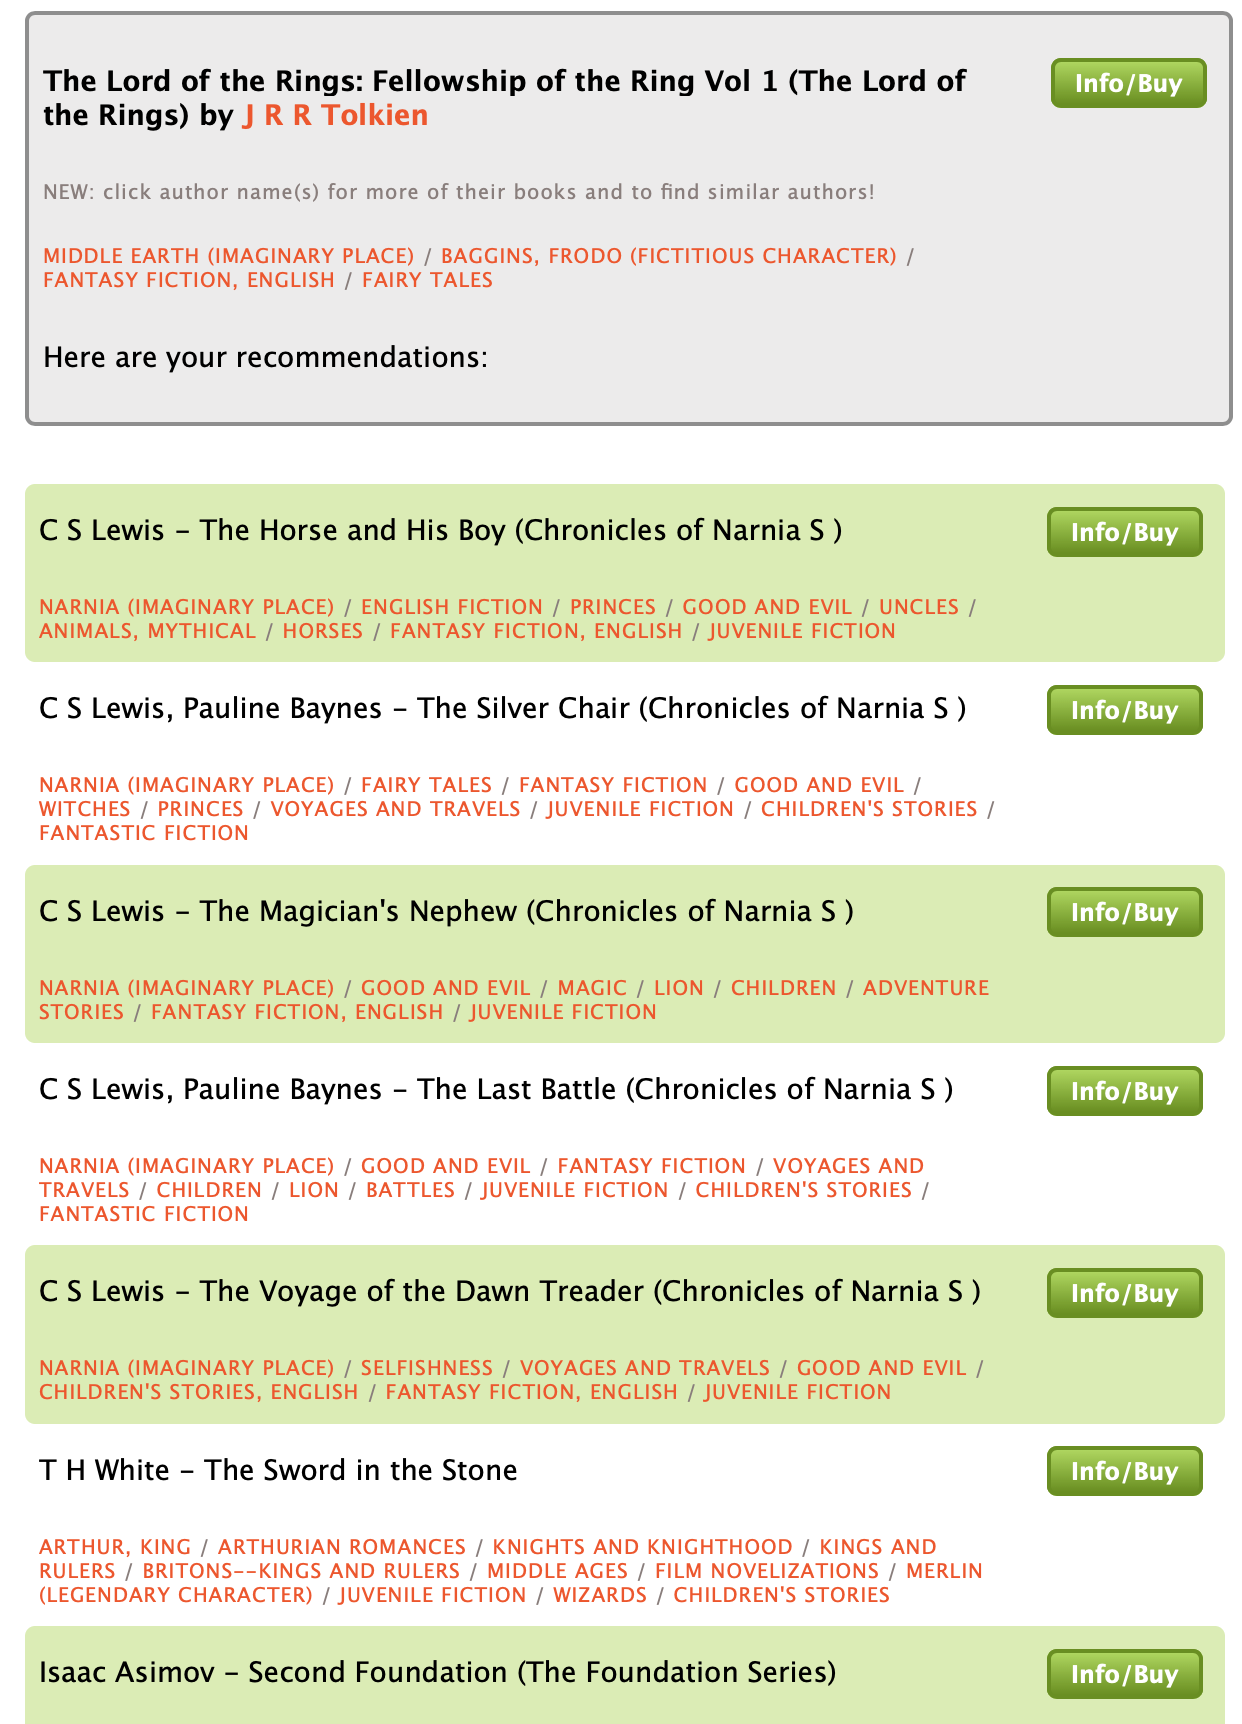 The Lord of the Rings: Fellowship of the Ring Vol 1 (The Lord of
the Rings) by J R R Tolkien
Info/Buy
NEW: click author name(s) for more of their books and to find similar authors!
MIDDLE EARTH (IMAGINARY PLACE) / BAGGINS, FRODO (FICTITIOUS CHARACTER) /
FANTASY FICTION, ENGLISH / FAIRY TALES
Here are your recommendations:
C S Lewis – The Horse and His Boy (Chronicles of Narnia S )
Info/Buy
NARNIA (IMAGINARY PLACE) / ENGLISH FICTION / PRINCES / GOOD AND EVIL / UNCLES /
ANIMALS, MYTHICAL / HORSES / FANTASY FICTION, ENGLISH / JUVENILE FICTION
C S Lewis, Pauline Baynes – The Silver Chair (Chronicles of Narnia S )
Info/Buy
NARNIA (IMAGINARY PLACE) / FAIRY TALES / FANTASY FICTION / GOOD AND EVIL /
WITCHES / PRINCES / VOYAGES AND TRAVELS / JUVENILE FICTION / CHILDREN'S STORIES /
FANTASTIC FICTION
C S Lewis – The Magician's Nephew (Chronicles of Narnia S )
Info/Buy
NARNIA (IMAGINARY PLACE) / GOOD AND EVIL / MAGIC / LION / CHILDREN / ADVENTURE
STORIES / FANTASY FICTION, ENGLISH / JUVENILE FICTION
C S Lewis, Pauline Baynes – The Last Battle (Chronicles of Narnia S )
Info/Buy
NARNIA (IMAGINARY PLACE) / GOOD AND EVIL / FANTASY FICTION / VOYAGES AND
TRAVELS / CHILDREN / LION / BATTLES / JUVENILE FICTION / CHILDREN'S STORIES /
FANTASTIC FICTION
C S Lewis – The Voyage of the Dawn Treader (Chronicles of Narnia S )
Info/Buy
NARNIA (IMAGINARY PLACE) / SELFISHNESS / VOYAGES AND TRAVELS / GOOD AND EVIL /
CHILDREN'S STORIES, ENGLISH / FANTASY FICTION, ENGLISH / JUVENILE FICTION
T H White – The Sword in the Stone
Info/Buy
ARTHUR, KING / ARTHURIAN ROMANCES / KNIGHTS AND KNIGHTHOOD / KINGS AND
RULERS / BRITONS--KINGS AND RULERS / MIDDLE AGES / FILM NOVELIZATIONS / MERLIN
(LEGENDARY CHARACTER) / JUVENILE FICTION / WIZARDS / CHILDREN'S STORIES
Isaac Asimov – Second Foundation (The Foundation Series)
Info/Buy